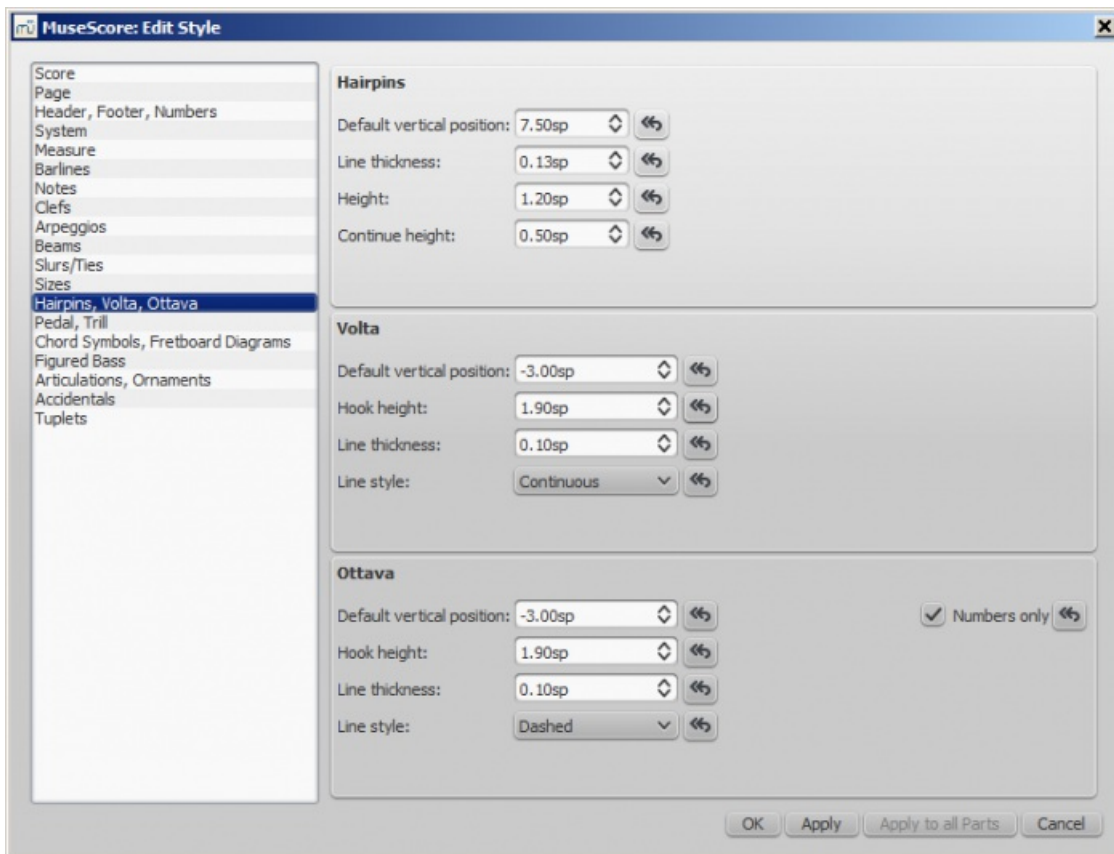 MuseScore: Edit Style
Score
Page
Header, Footer, Numbers
System
Measure
Barlines
Notes
Clefs
Arpeggios
Beams
Slurs/Ties
Sizes
Hairpins, Volta, Ottava
Pedal, Trill
Chord Symbols, Fretboard Diagrams
Figured Bass
Articulations, Ornaments
Accidentals
Tuplets
Hairpins
Default vertical position: 7.50sp
Line thickness: 0.13sp
Height: 1.20sp
Continue height: 0.50sp
Volta
Default vertical position: -3.00sp
Hook height: 1.90sp
Line thickness: 0.10sp
Line style: Continuous
Ottava
Default vertical position: -3.00sp Numbers only
Hook height: 1.90sp
Line thickness: 0.10sp
Line style: Dashed
OK Apply Apply to all Parts Cancel